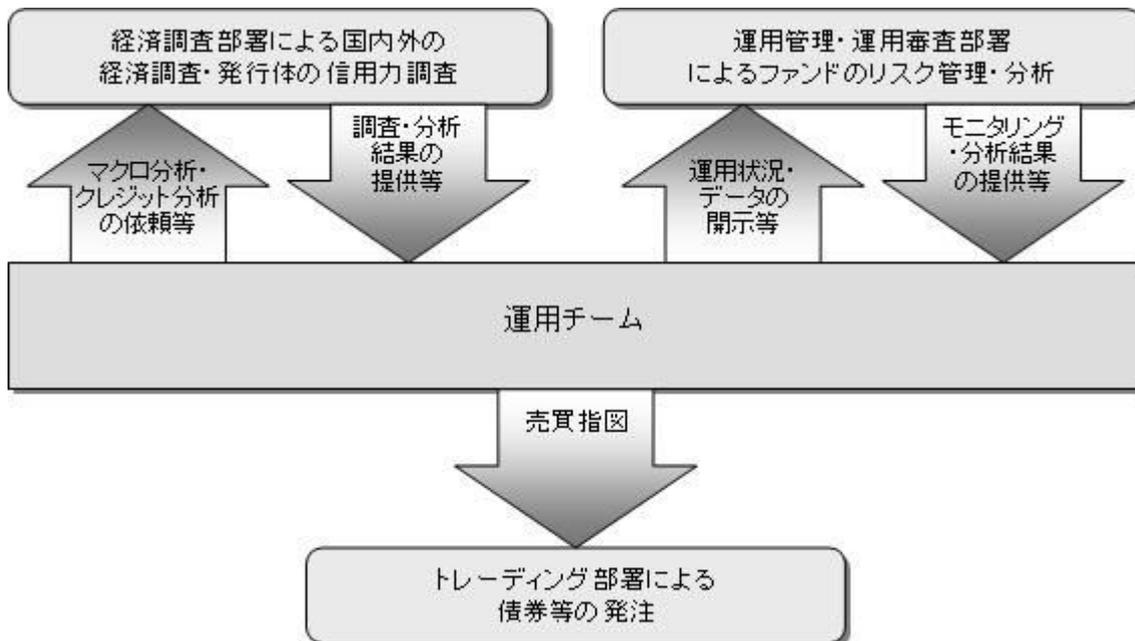 経済調査部署による国内外の
経済調査・発行体の信用力調査
運用管理・運用審査部署
によるファンドのリスク管理・分析
マクロ分析・
クレジット分析
の依頼等
調査・分析
結果の
提供等
運用状況・
データの
開示等
モニタリング
・分析結果
の提供等
運用チーム
売買指図
トレーディング部署による
債券等の発注